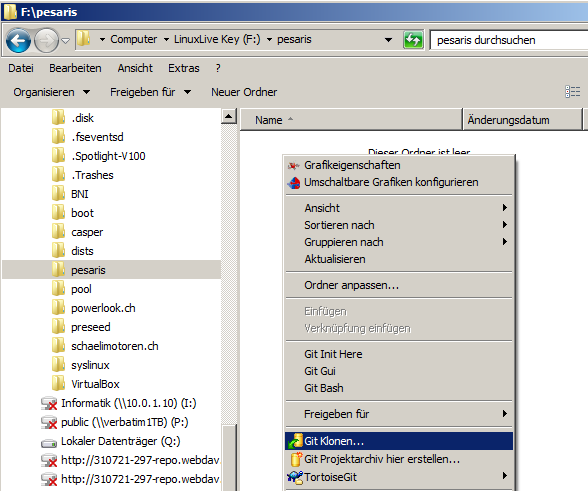 F:\pesaris
Computer LinuxLive Key (F:) pesaris
pesaris durchsuchen
Datei Bearbeiten Ansicht Extras ?
Organisieren Freigeben für Neuer Ordner
Name Änderungsdatum
Dieser Ordner ist leer.
.disk
.fseventsd
.Spotlight-V100
.Trashes
BNI
boot
casper
dists
pesaris
pool
powerlook.ch
preseed
schaelimotoren.ch
syslinux
VirtualBox
Informatik (\\10.0.1.10) (I:)
public (\\verbatim1TB) (P:)
Lokaler Datenträger (Q:)
http://310721-297-repo.webdav
http://310721-297-repo.webdav
Grafikeigenschaften
Umschaltbare Grafiken konfigurieren
Ansicht
Sortieren nach
Gruppieren nach
Aktualisieren
Ordner anpassen...
Einfügen
Verknüpfung einfügen
Git Init Here
Git Gui
Git Bash
Freigeben für
Git Klonen...
Git Projektarchiv hier erstellen...
TortoiseGit